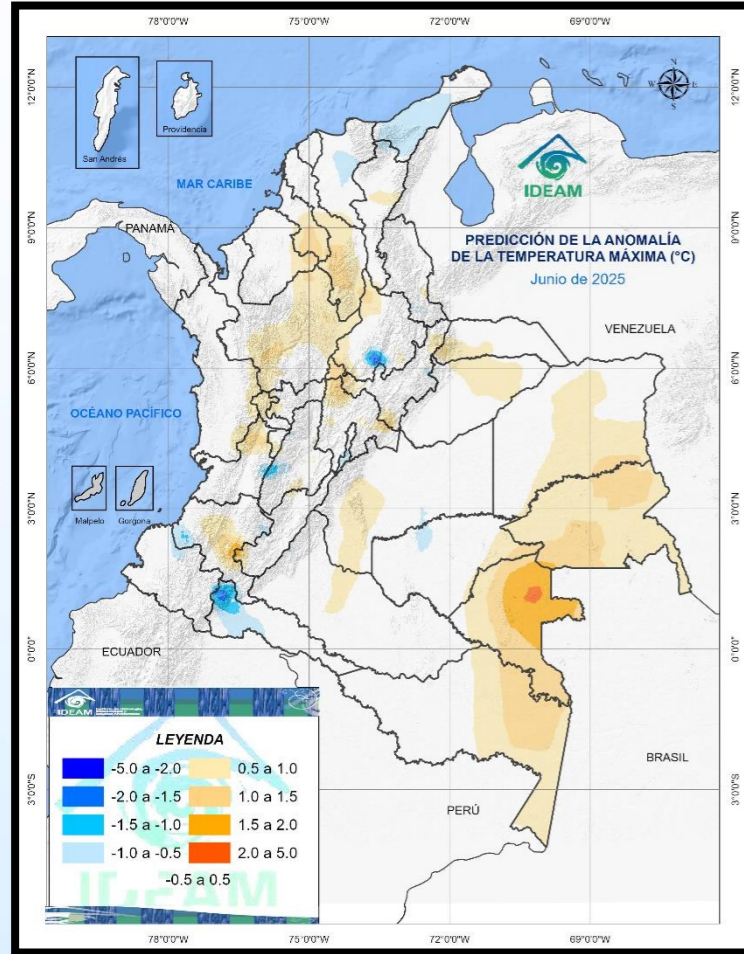 78°0'0"W 75°0'0"W 72°0'0"W 69°0'0"W
12°0'0"N
9°0'0"N
6°0'0"N
3°0'0"N
0°0'0"
3°0'0"S
12°0'0"N
9°0'0"N
6°0'0"N
3°0'0"N
0°0'0"
3°0'0"S
N
W E
S
San Andrés
Providencia
MAR CARIBE
IDEAM
PANAMÁ
PREDICCIÓN DE LA ANOMALÍA
DE LA TEMPERATURA MÁXIMA (°C)
Junio de 2025
VENEZUELA
OCÉANO PACÍFICO
Malpelo
Gorgona
ECUADOR
BRASIL
PERÚ
IDEAM
LEYENDA
-5.0 a -2.0 0.5 a 1.0
-2.0 a -1.5 1.0 a 1.5
-1.5 a -1.0 1.5 a 2.0
-1.0 a -0.5 2.0 a 5.0
-0.5 a 0.5
IDEAM
78°0'0"W 75°0'0"W 72°0'0"W 69°0'0"W